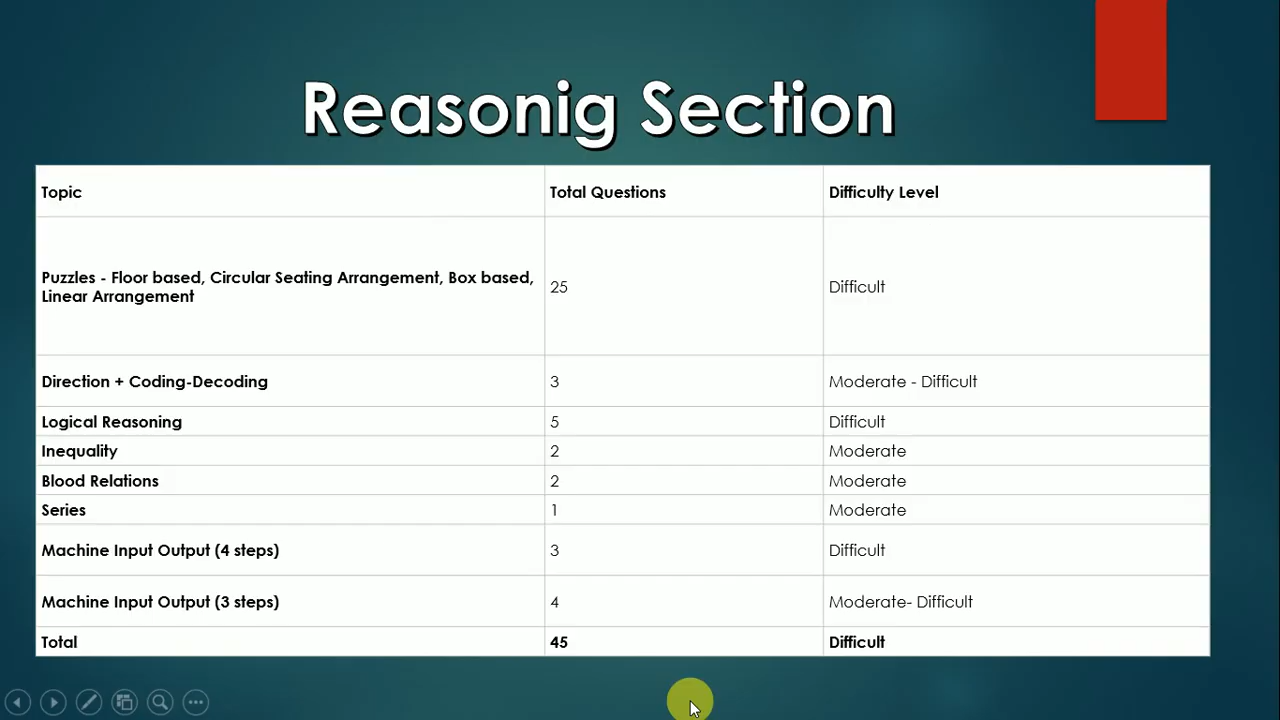 Reasonig Section
Topic Total Questions Difficulty Level
Puzzles - Floor based, Circular Seating Arrangement, Box based,
Linear Arrangement
25 Difficult
Direction + Coding-Decoding 3 Moderate - Difficult
Logical Reasoning 5 Difficult
Inequality 2 Moderate
Blood Relations 2 Moderate
Series 1 Moderate
Machine Input Output (4 steps) 3 Difficult
Machine Input Output (3 steps) 4 Moderate- Difficult
Total 45 Difficult